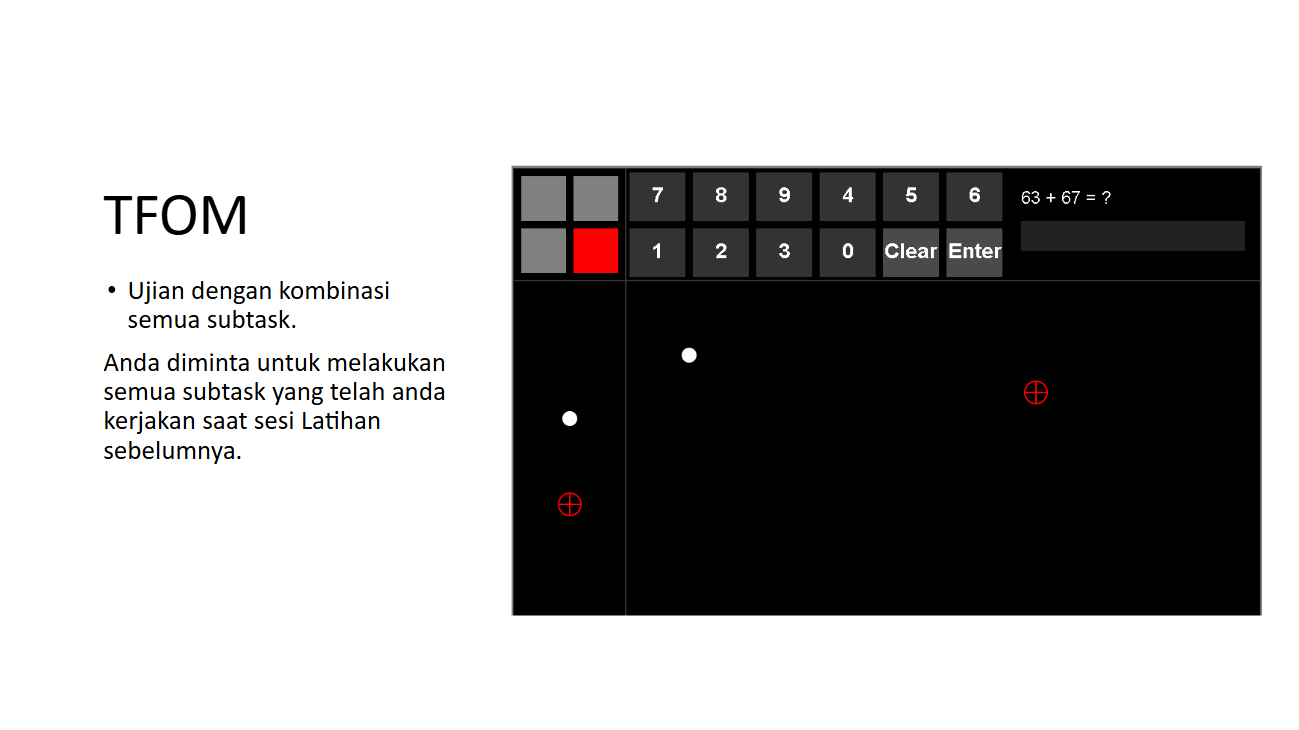 TFOM
• Ujian dengan kombinasi
semua subtask.
Anda diminta untuk melakukan
semua subtask yang telah anda
kerjakan saat sesi Latihan
sebelumnya.
7 8 9 4 5 6
1 2 3 0 Clear Enter
63 + 67 = ?